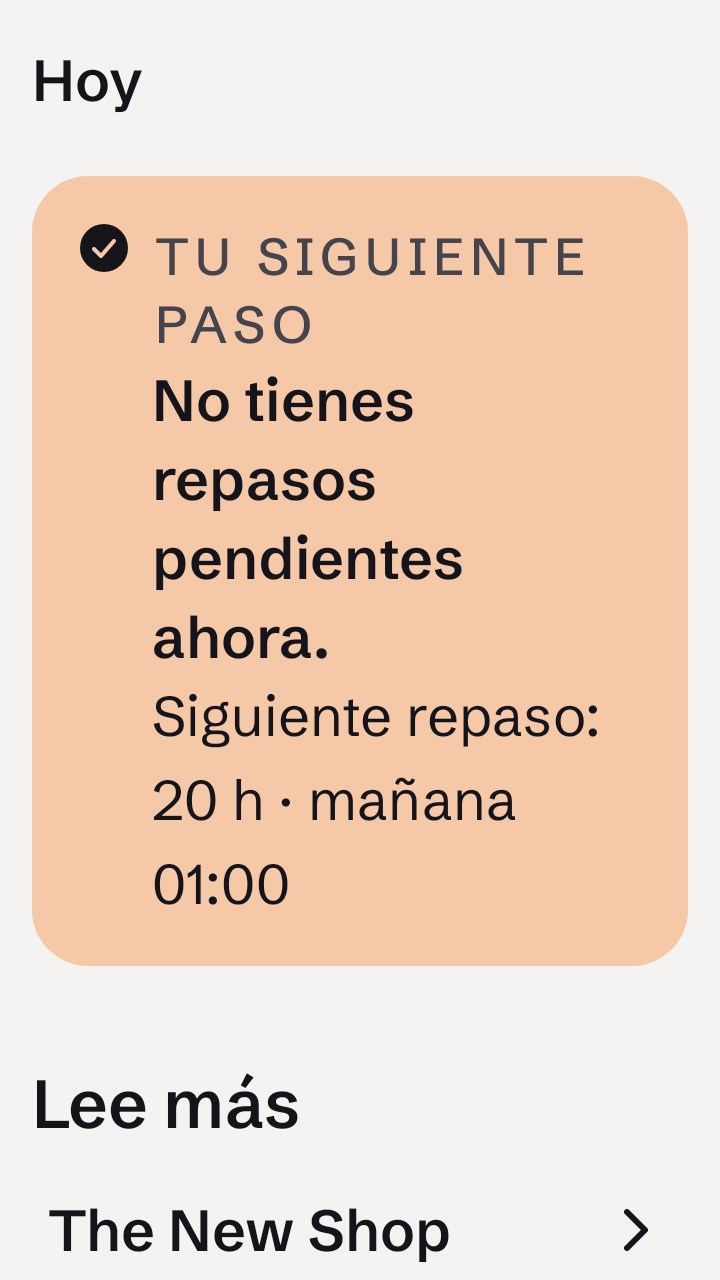 Hoy
TU SIGUIENTE
PASO
No tienes
repasos
pendientes
ahora.
Siguiente repaso:
20 h · mañana
01:00
Lee más
The New Shop